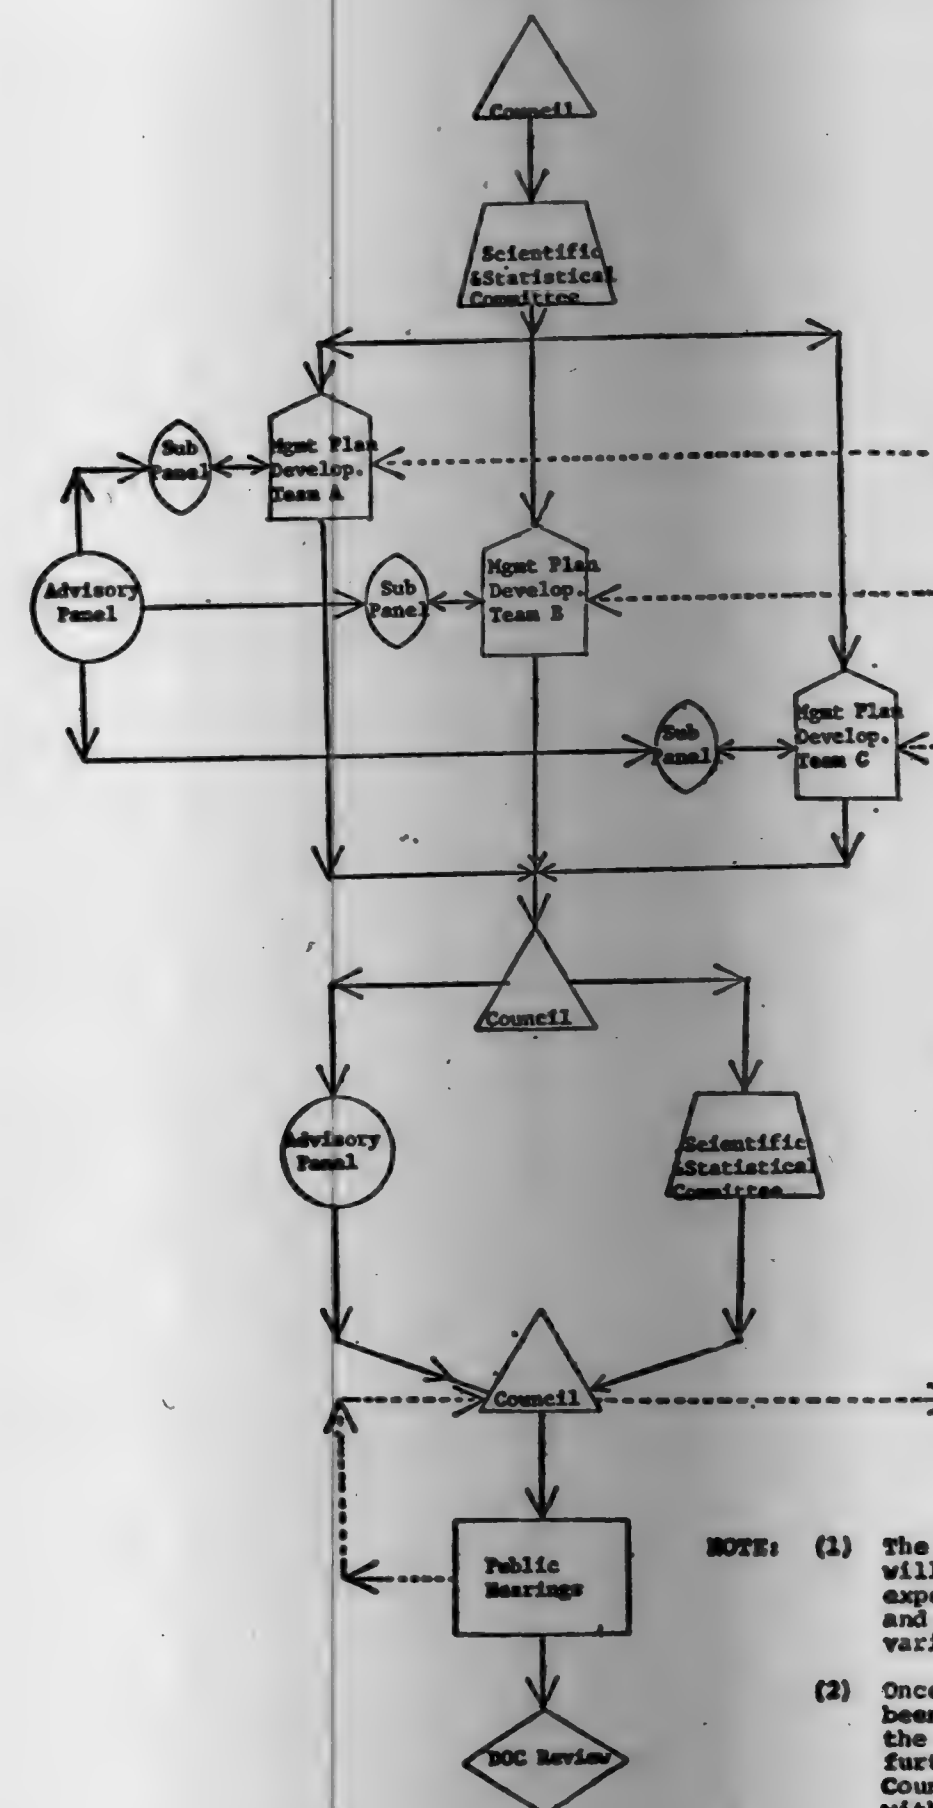 Council
Scientific
&Statistical
Committee
Sub
Panel
Mgmt Plan
Develop.
Team A
Advisory
Panel
Sub
Panel
Mgmt Plan
Develop.
Team B
Sub
Panel
Mgmt Plan
Develop.
Team C
Council
Advisory
Panel
Scientific
&Statistical
Committee
Council
Public
Hearings
DOC Review
NOTE: (1) The
will
expe
and
vari
(2) Once
been
the
furt
Coun
with